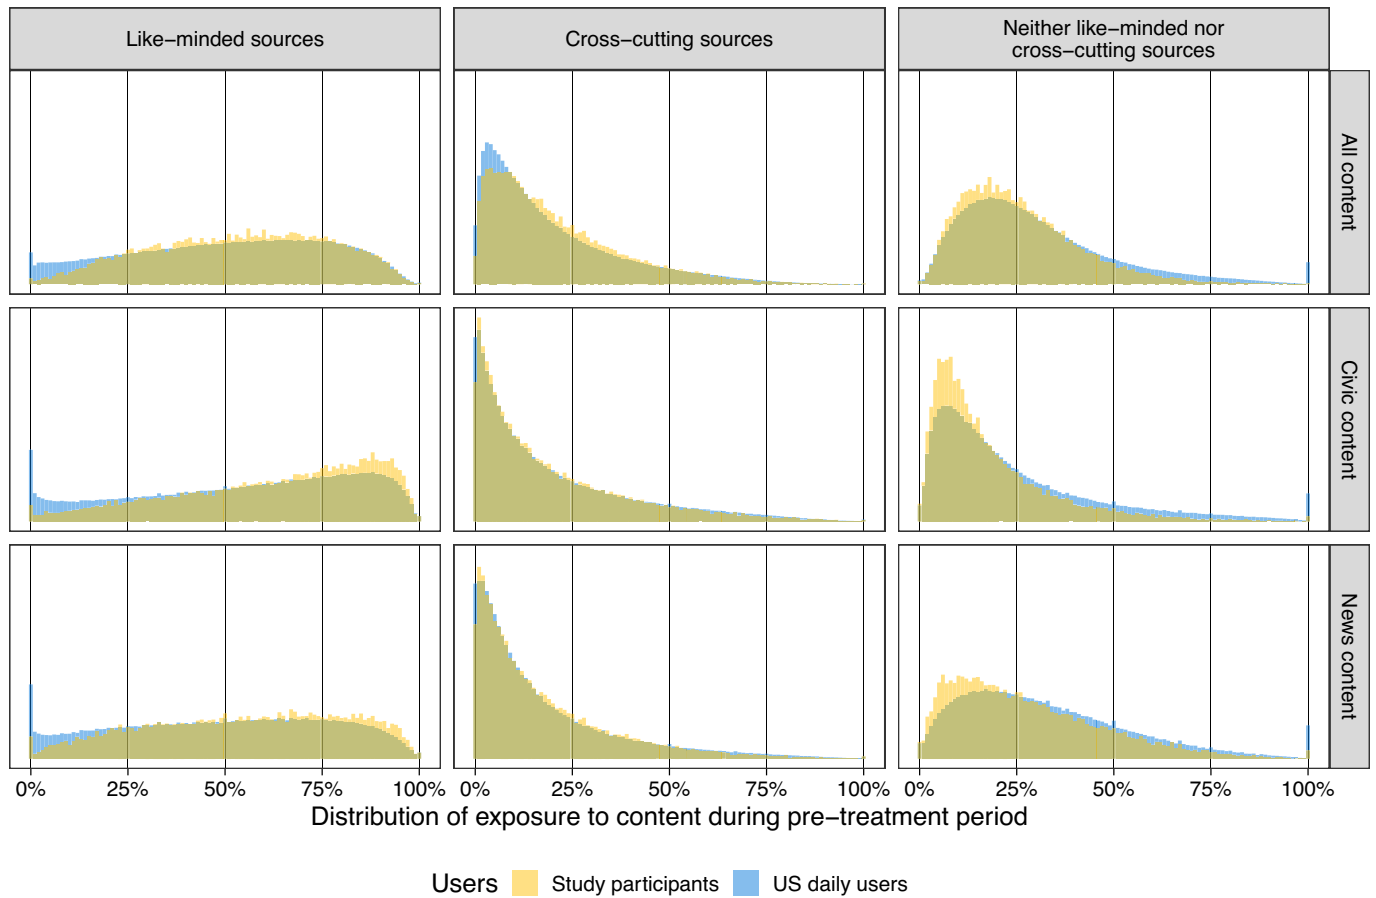 Like−minded sources
Cross−cutting sources
Neither like−minded nor
cross−cutting sources
All content
Civic content
News content
0%
25%
50%
75%
100%
0%
25%
50%
75%
100%
0%
25%
50%
75%
100%
Distribution of exposure to content during pre−treatment period
Users
Study participants
US daily users